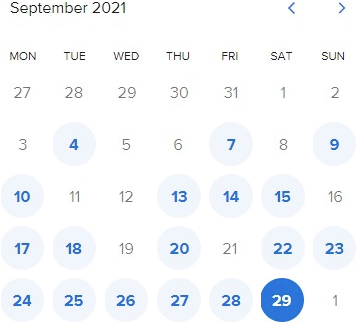 September 2021
MON TUE WED THU FRI SAT SUN
27 28 29 30 31 1 2
3 4 5 6 7 8 9
10 11 12 13 14 15 16
17 18 19 20 21 22 23
24 25 26 27 28 29 1